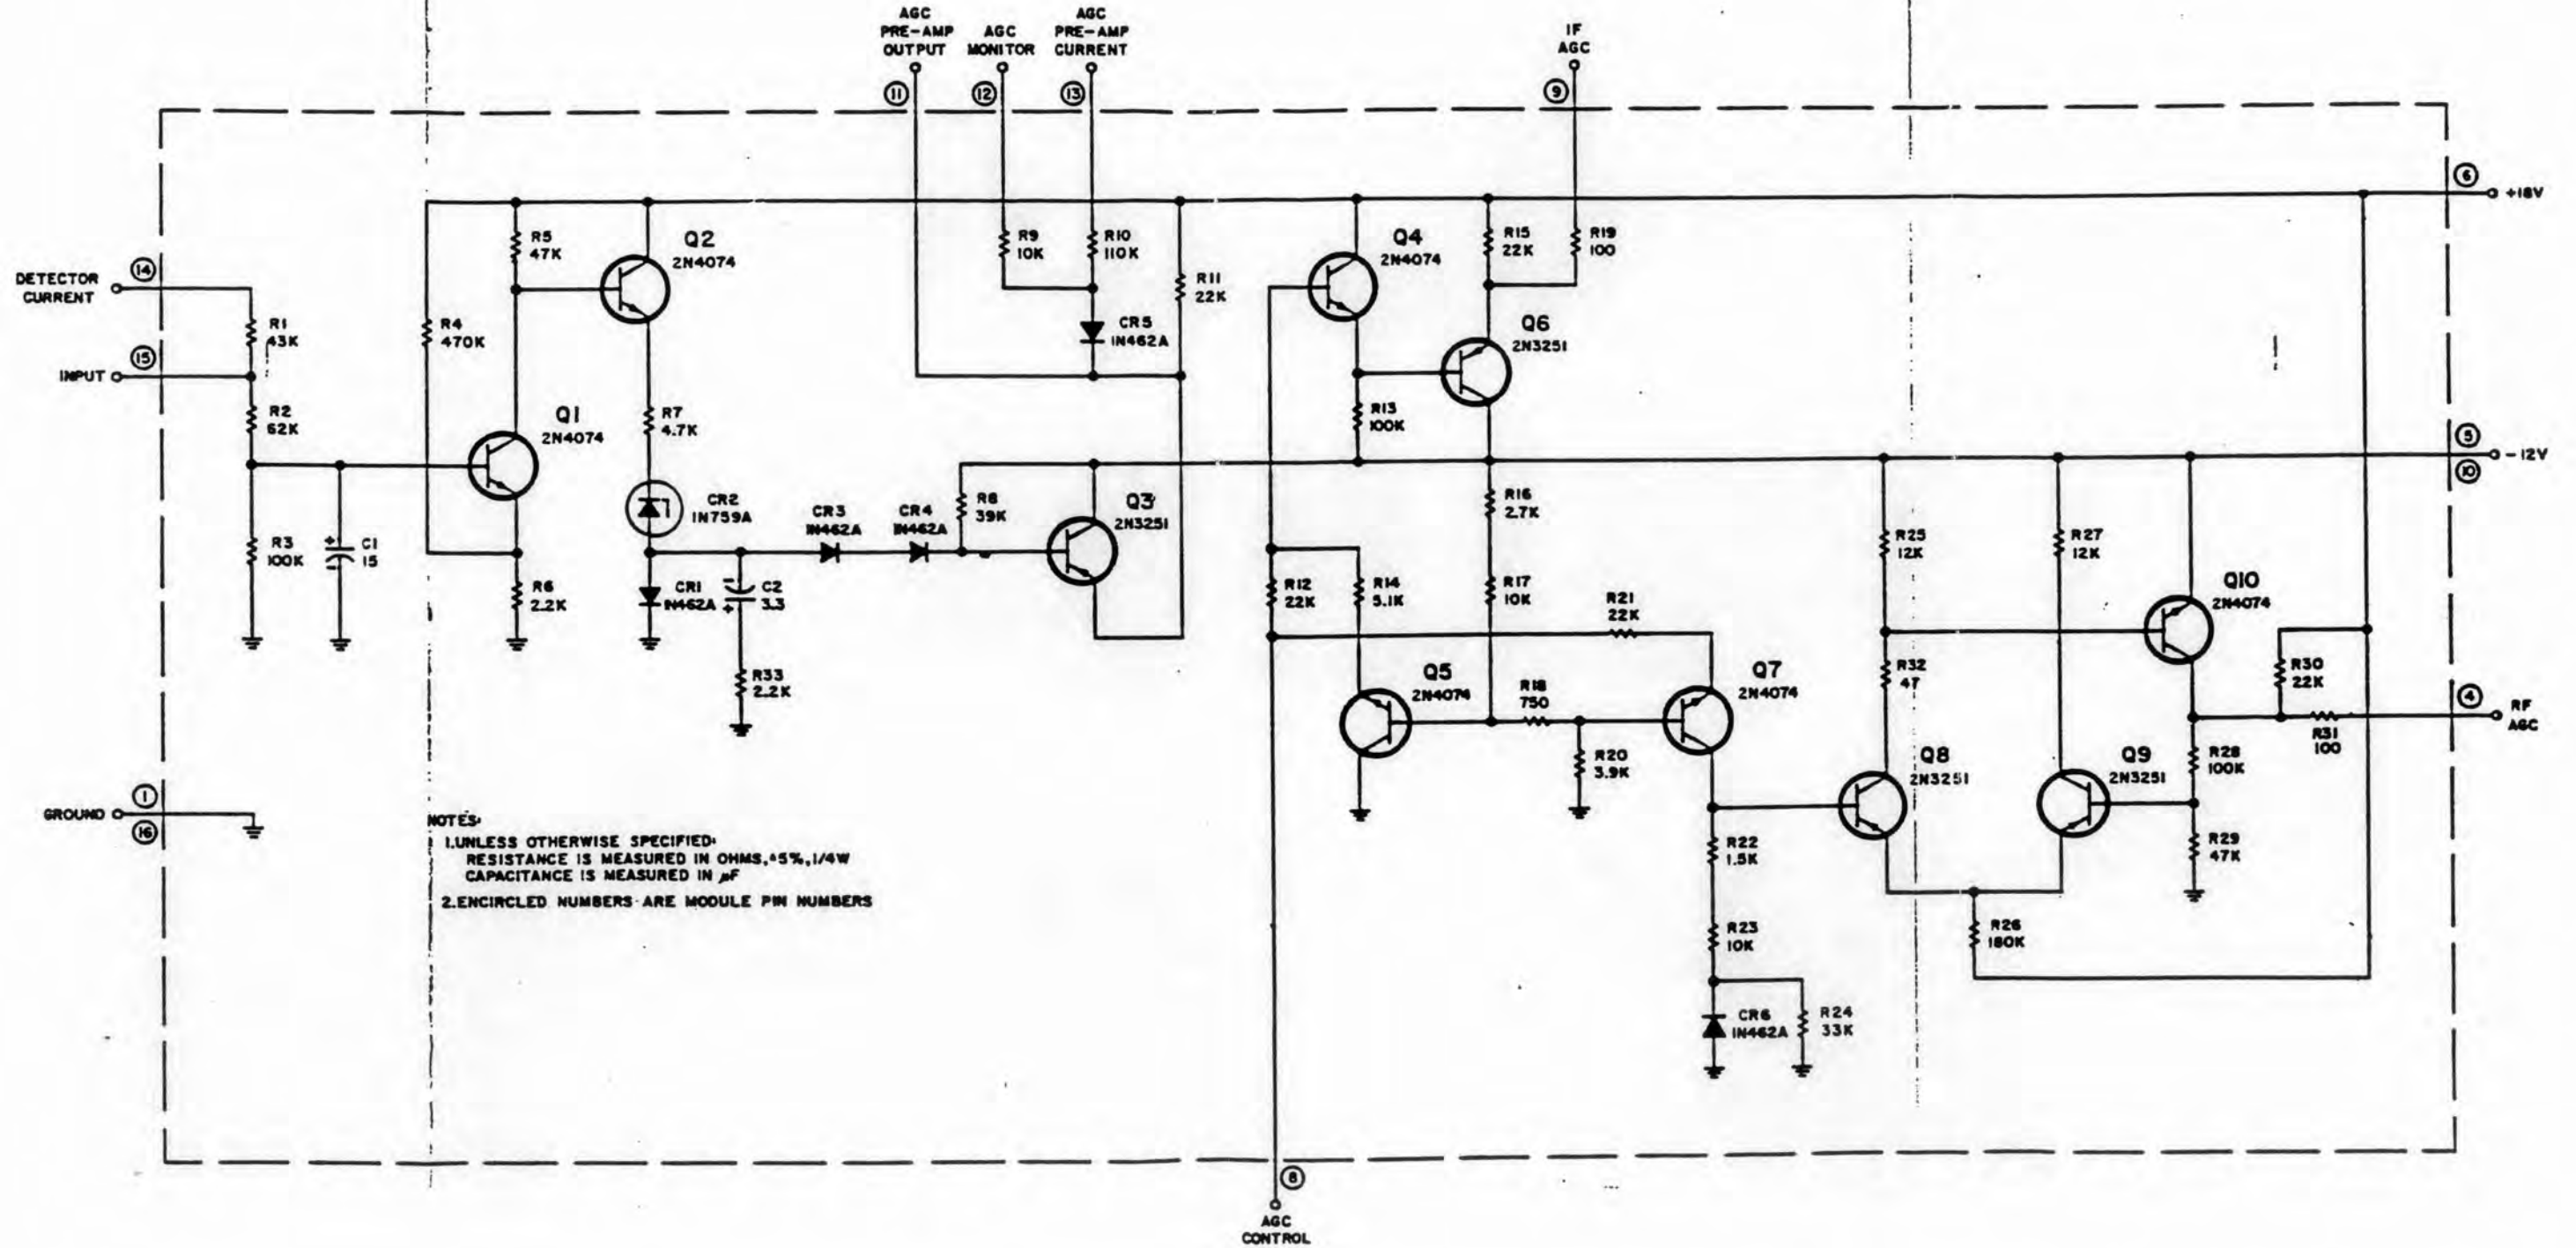 AGC
PRE-AMP
OUTPUT
AGC
MONITOR
AGC
PRE-AMP
CURRENT
IF
AGC
11
12
13
9
6
+18V
14
DETECTOR
CURRENT
15
INPUT
R1
43K
R2
62K
R3
100K
C1
15
R4
470K
R5
47K
Q2
2N4074
Q1
2N4074
R6
2.2K
R7
4.7K
CR2
1N759A
CR1
1N462A
C2
3.3
R33
2.2K
CR3
1N462A
CR4
1N462A
R8
39K
Q3
2N3251
R9
10K
R10
110K
CR5
1N462A
R11
22K
Q4
2N4074
R15
22K
R19
100
Q6
2N3251
R13
100K
5
-12V
10
R16
2.7K
R12
22K
R14
5.1K
R17
10K
R21
22K
Q5
2N4074
R18
750
R20
3.9K
Q7
2N4074
R25
12K
R27
12K
Q10
2N4074
R32
47
R30
22K
4
RF
AGC
R31
100
Q8
2N3251
Q9
2N3251
R28
100K
R29
47K
R22
1.5K
R23
10K
R26
180K
CR6
1N462A
R24
33K
1
GROUND
16
NOTES:
1.UNLESS OTHERWISE SPECIFIED:
RESISTANCE IS MEASURED IN OHMS,±5%,1/4W
CAPACITANCE IS MEASURED IN µF
2.ENCIRCLED NUMBERS ARE MODULE PIN NUMBERS
8
AGC
CONTROL